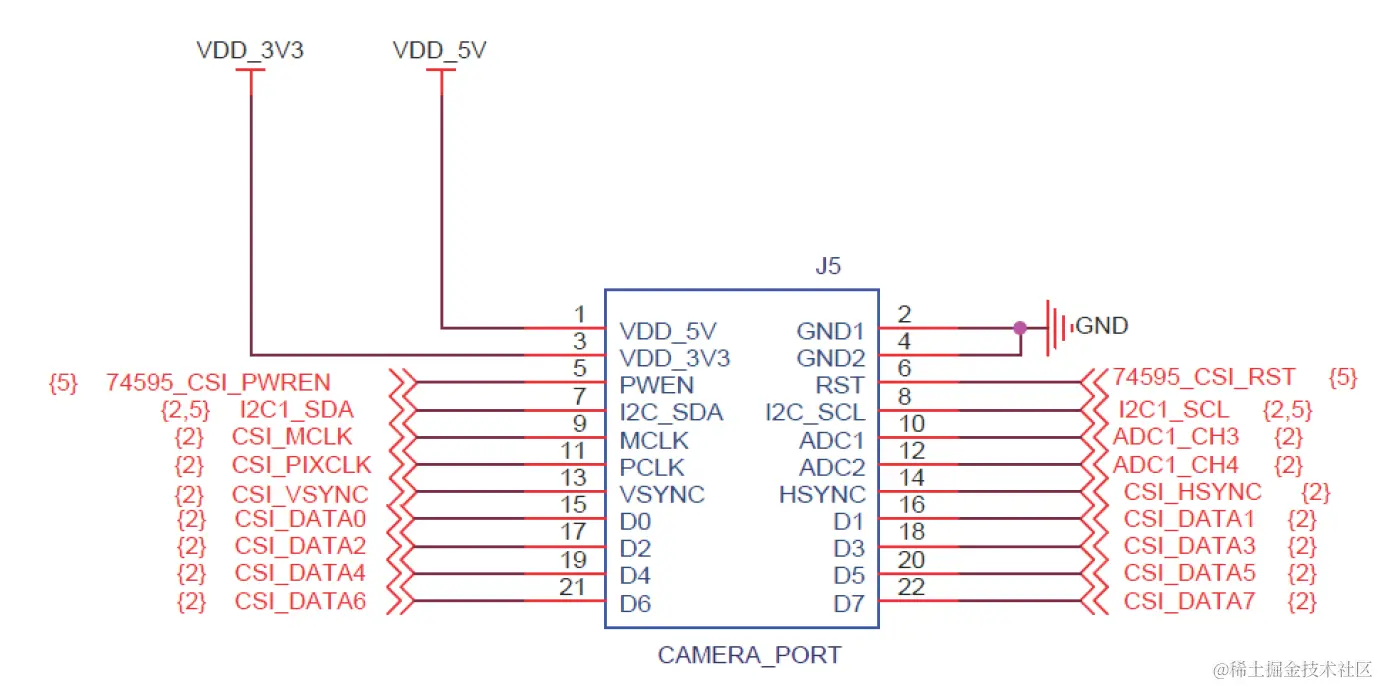 VDD_3V3 VDD_5V
J5
1 VDD_5V GND1 2 GND
3 VDD_3V3 GND2 4
{5} 74595_CSI_PWREN 5 PWEN RST 6 74595_CSI_RST {5}
{2,5} I2C1_SDA 7 I2C_SDA I2C_SCL 8 I2C1_SCL {2,5}
{2} CSI_MCLK 9 MCLK ADC1 10 ADC1_CH3 {2}
{2} CSI_PIXCLK 11 PCLK ADC2 12 ADC1_CH4 {2}
{2} CSI_VSYNC 13 VSYNC HSYNC 14 CSI_HSYNC {2}
{2} CSI_DATA0 15 D0 D1 16 CSI_DATA1 {2}
{2} CSI_DATA2 17 D2 D3 18 CSI_DATA3 {2}
{2} CSI_DATA4 19 D4 D5 20 CSI_DATA5 {2}
{2} CSI_DATA6 21 D6 D7 22 CSI_DATA7 {2}
CAMERA_PORT
@稀土掘金技术社区